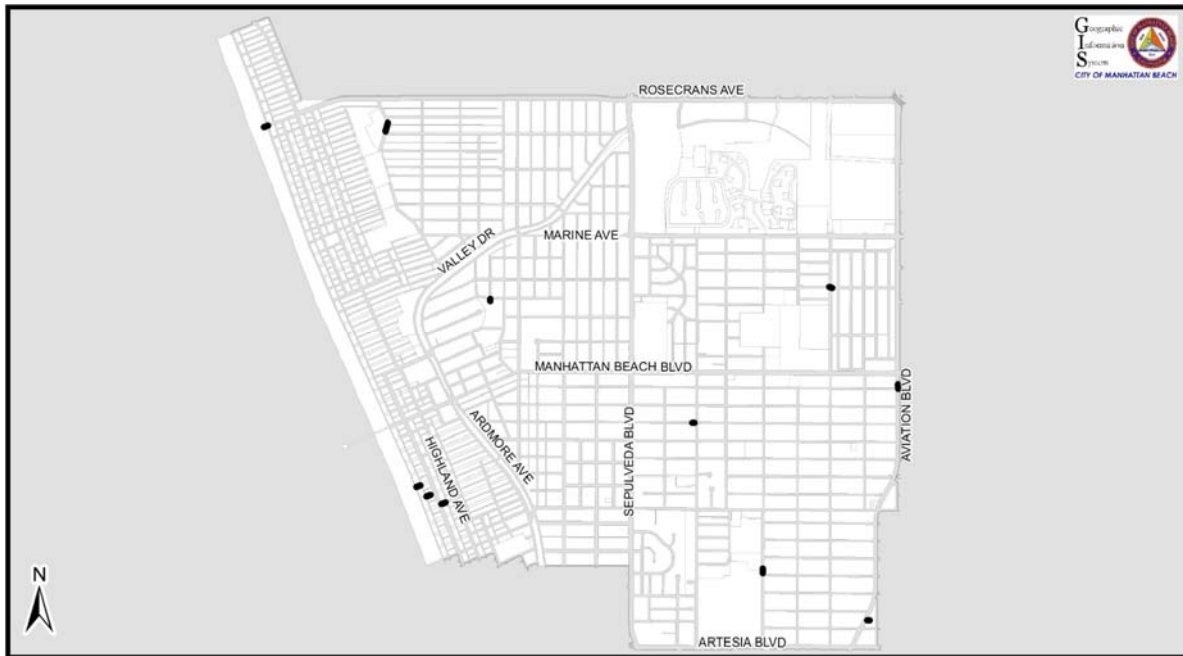 Geographic
Information
System
CITY OF MANHATTAN BEACH
ROSECRANS AVE
MARINE AVE
VALLEY DR
MANHATTAN BEACH BLVD
AVIATION BLVD
ARDMORE AVE
HIGHLAND AVE
SEPULVEDA BLVD
N
ARTESIA BLVD